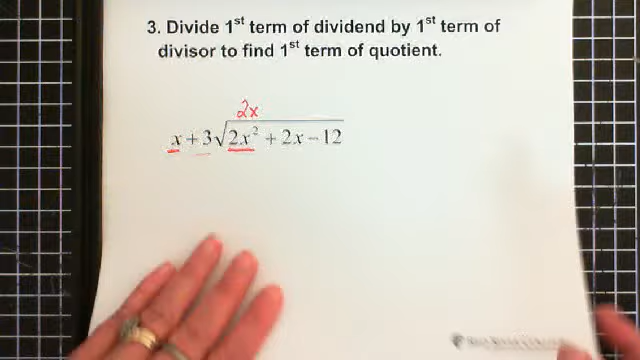 3. Divide 1st term of dividend by 1st term of
divisor to find 1st term of quotient.
2x
x + 3√2x² + 2x − 12